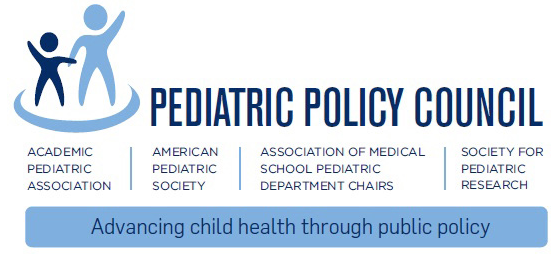 PEDIATRIC POLICY COUNCIL
ACADEMIC
PEDIATRIC
ASSOCIATION
AMERICAN
PEDIATRIC
SOCIETY
ASSOCIATION OF MEDICAL
SCHOOL PEDIATRIC
DEPARTMENT CHAIRS
SOCIETY FOR
PEDIATRIC
RESEARCH
Advancing child health through public policy